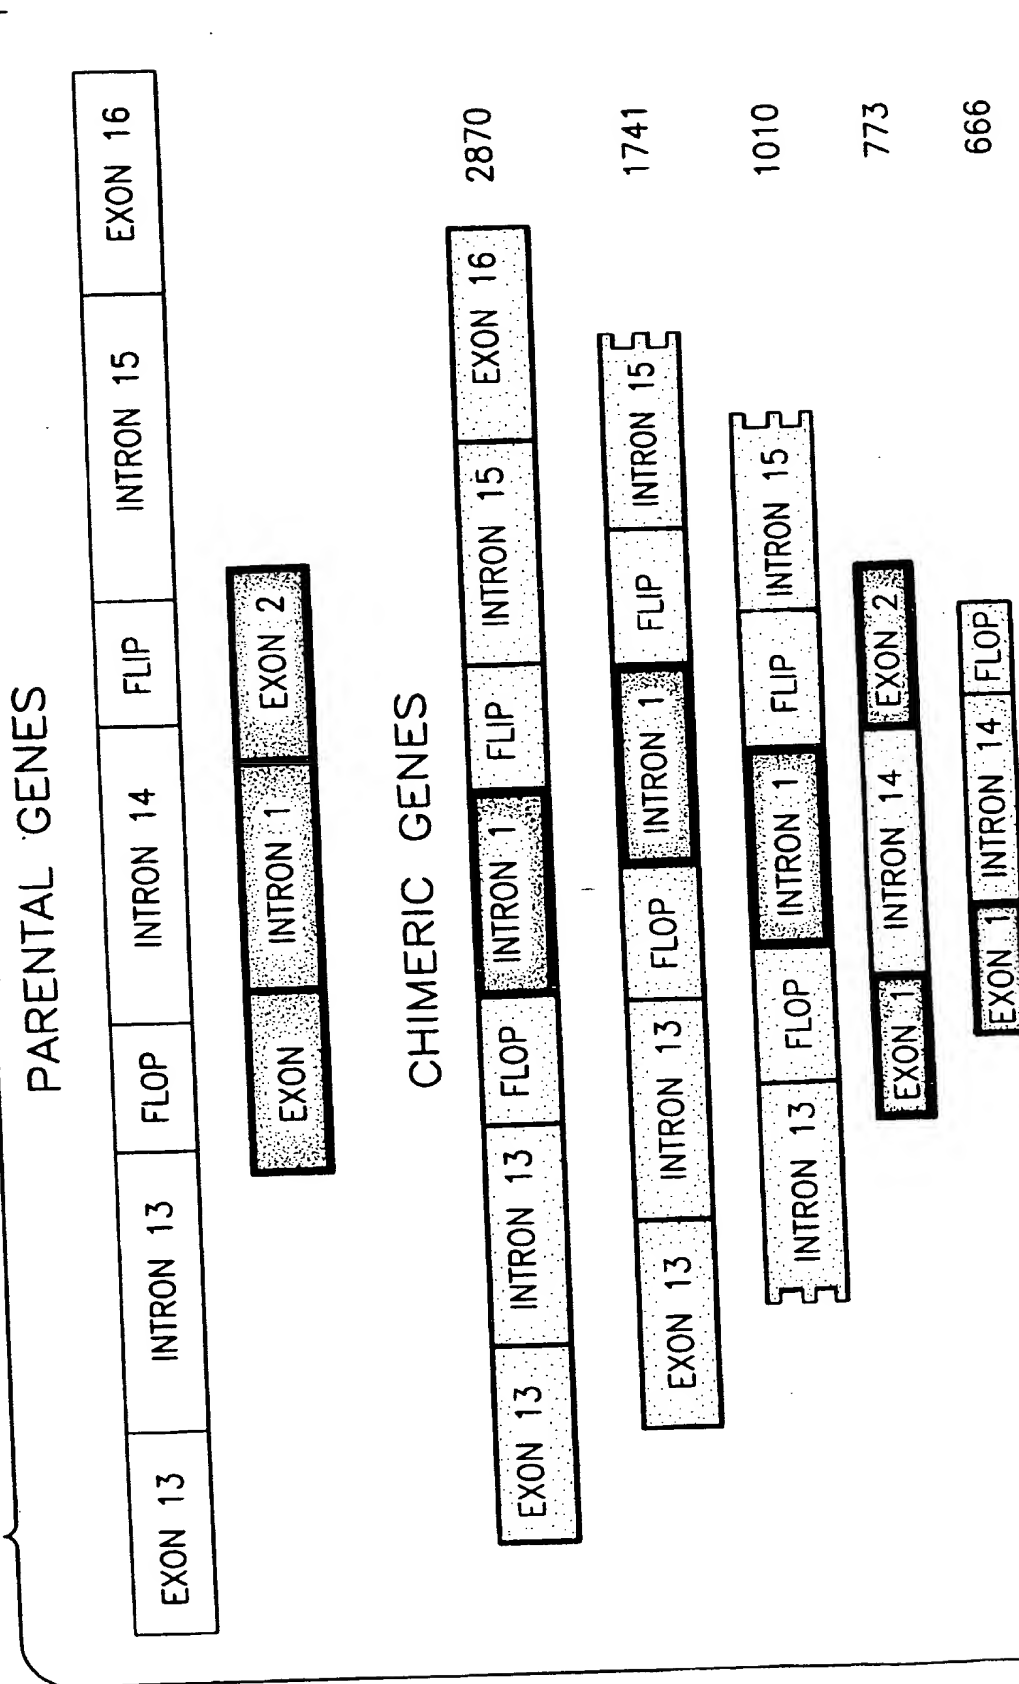 PARENTAL GENES
EXON 13 INTRON 13 FLOP INTRON 14 FLIP INTRON 15 EXON 16
EXON INTRON 1 EXON 2
CHIMERIC GENES
EXON 13 INTRON 13 FLOP INTRON 1 FLIP INTRON 15 EXON 16 2870
EXON 13 INTRON 13 FLOP INTRON 1 FLIP INTRON 15 1741
INTRON 13 FLOP INTRON 1 FLIP INTRON 15 1010
EXON 1 INTRON 14 EXON 2 773
EXON 1 INTRON 14 FLOP 666